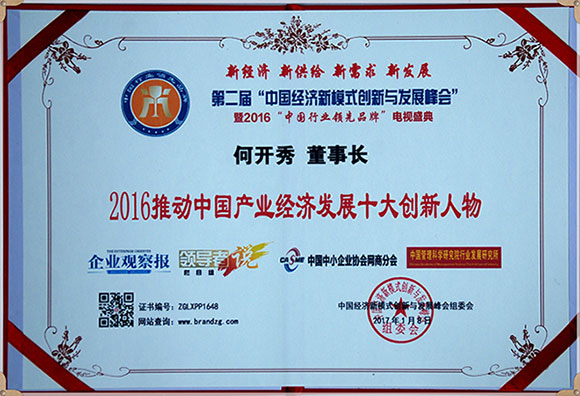 新经济 新供给 新需求 新发展
第二届“中国经济新模式创新与发展峰会”
暨2016“中国行业领先品牌”电视盛典
何开秀 董事长
2016推动中国产业经济发展十大创新人物
企业观察报
领导者说
栏目组
CASME 中国中小企业协会网商分会
中国管理科学研究院行业发展研究所
证书编号:ZGLXPP1648
网站查询:www.brandzg.com
中国经济新模式创新与发展峰会组委会
2017年1月8日
组委会